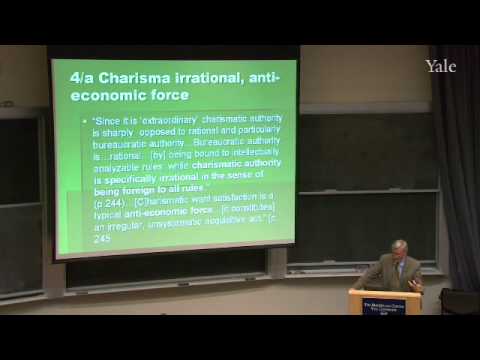 Yale
4/a Charisma irrational, anti-
economic force
"Since it is 'extraordinary' charismatic authority
is sharply opposed to rational and particularly
bureaucratic authority…Bureaucratic authority
is…rational… [by] being bound to intellectually
analyzable rules: while charismatic authority
is specifically irrational in the sense of
being foreign to all rules."
(p.244)…[C]harismatic want satisfaction is a
typical anti-economic force…[it constitutes]
an irregular, unsystematic acquisitive act." (p.
245
THE MACMILLAN CENTER